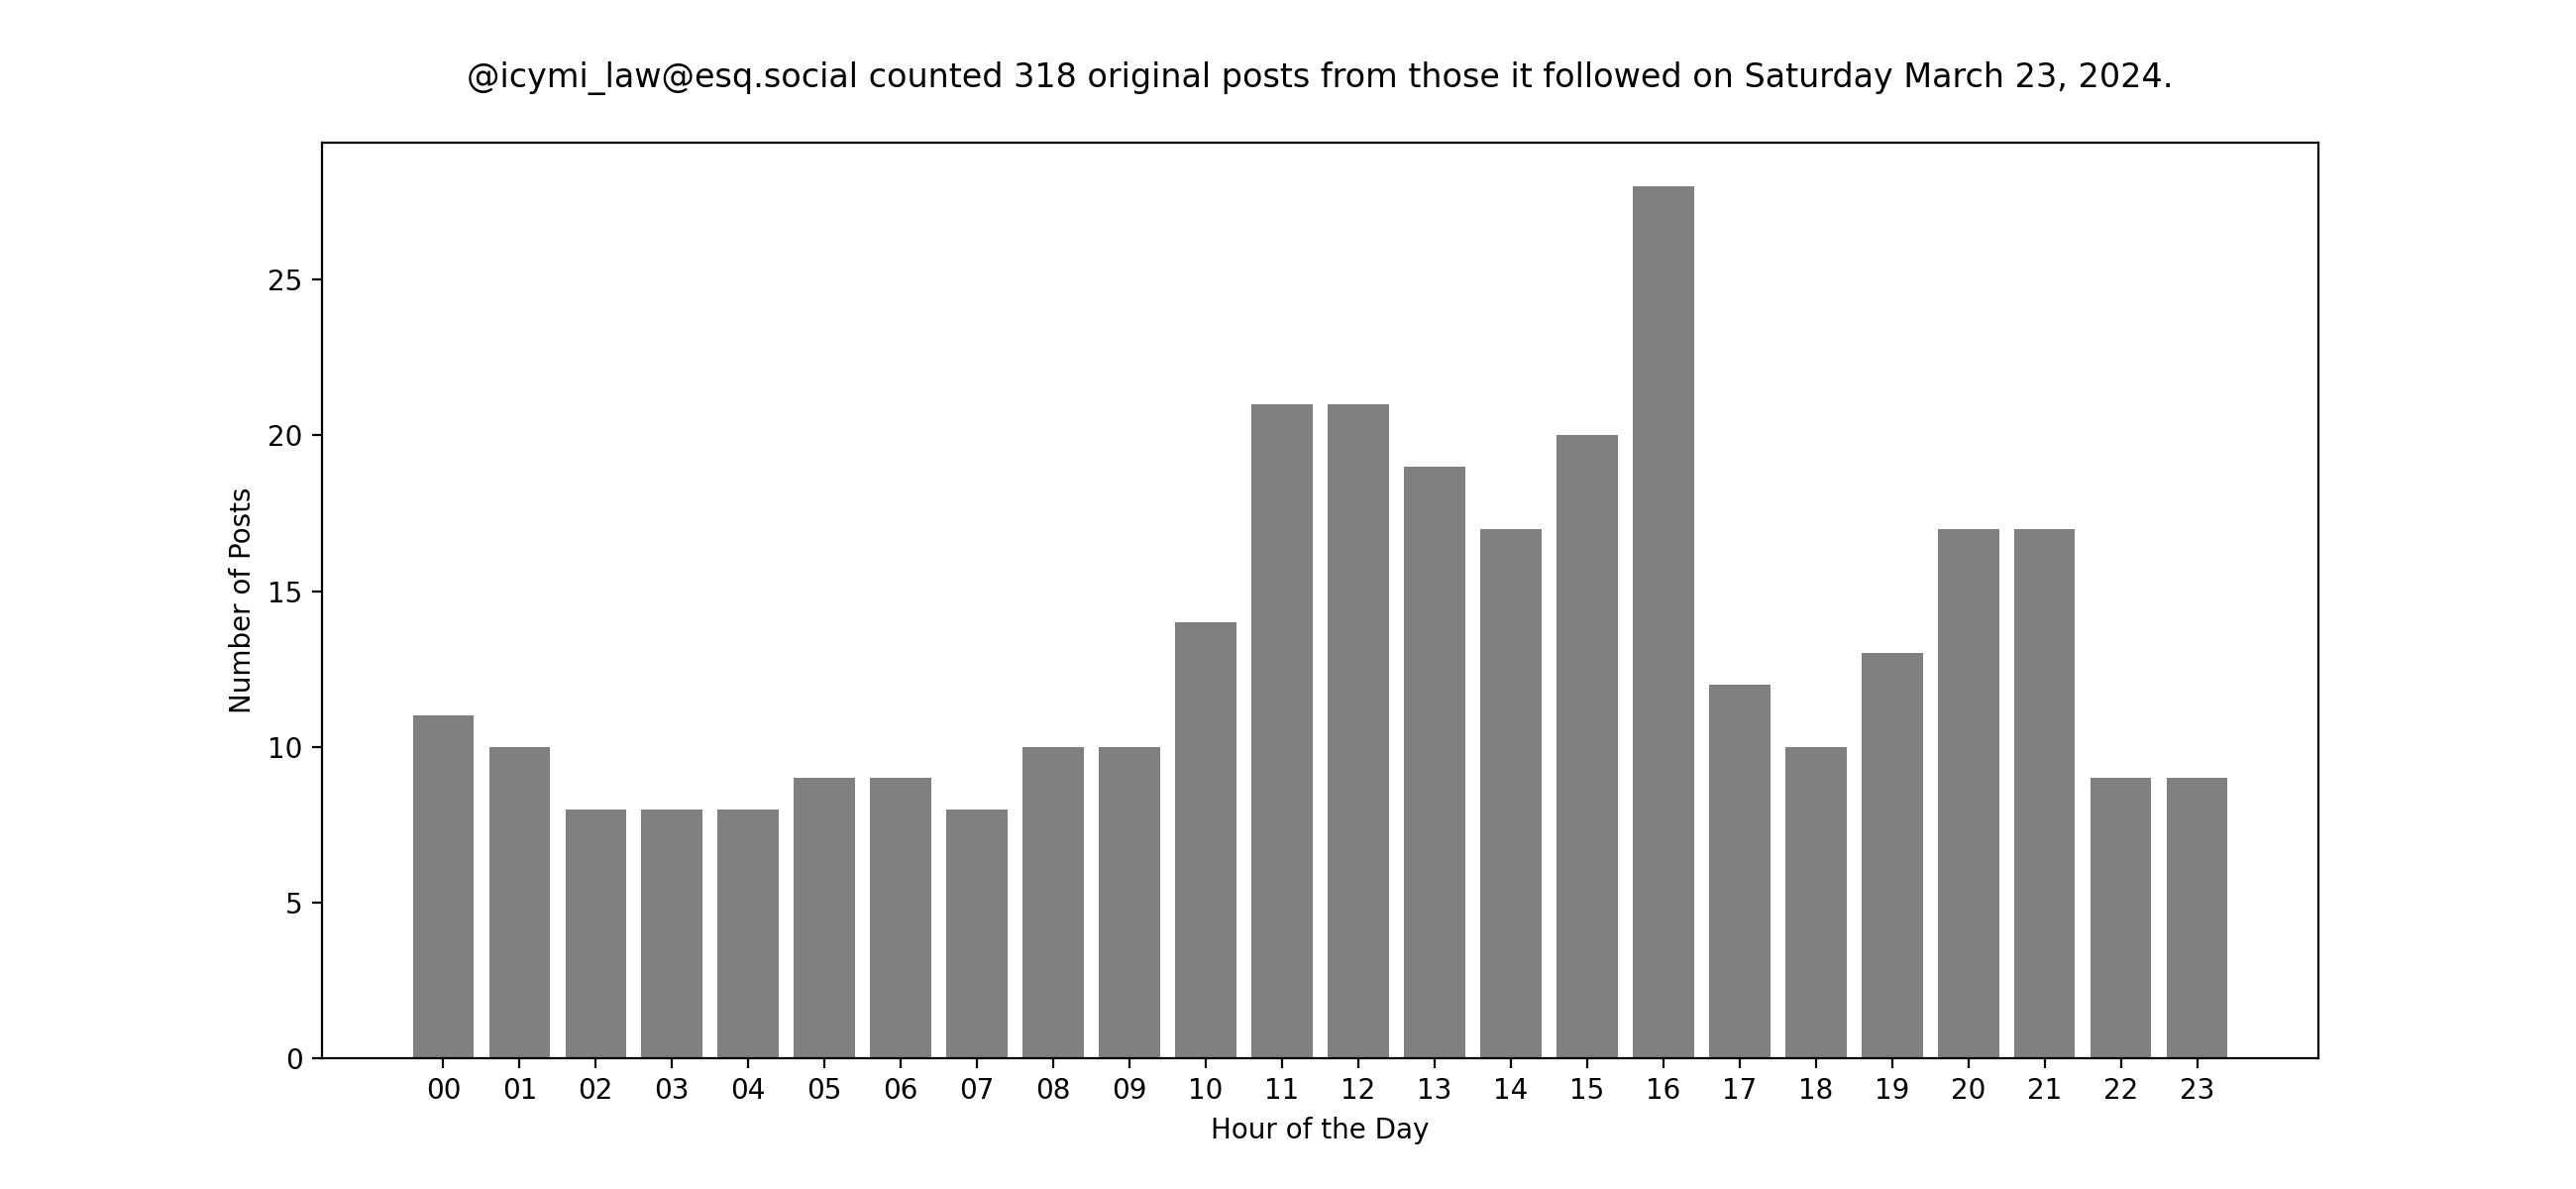 @icymi_law@esq.social counted 318 original posts from those it followed on Saturday March 23, 2024.
25
20
15
10
5
0
Number of Posts
00 01 02 03 04 05 06 07 08 09 10 11 12 13 14 15 16 17 18 19 20 21 22 23
Hour of the Day